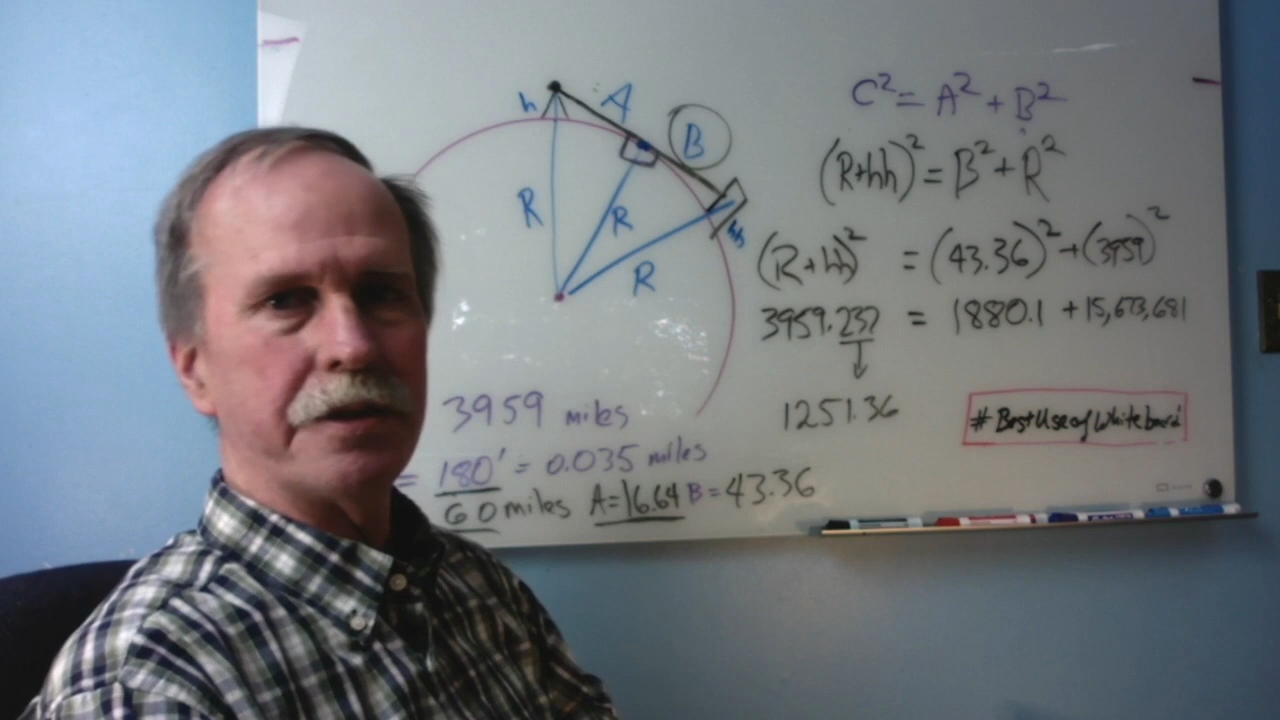 h A B
R R R
C² = A² + B²
(R+hh)² = B² + R²
(R+hh)² = (43.36)² + (3959)²
3959.237 = 1880.1 + 15,673,681
1251.36
#BestUseofWhiteboard
3959 miles
= 180' = 0.035 miles
60 miles A=16.64 B=43.36